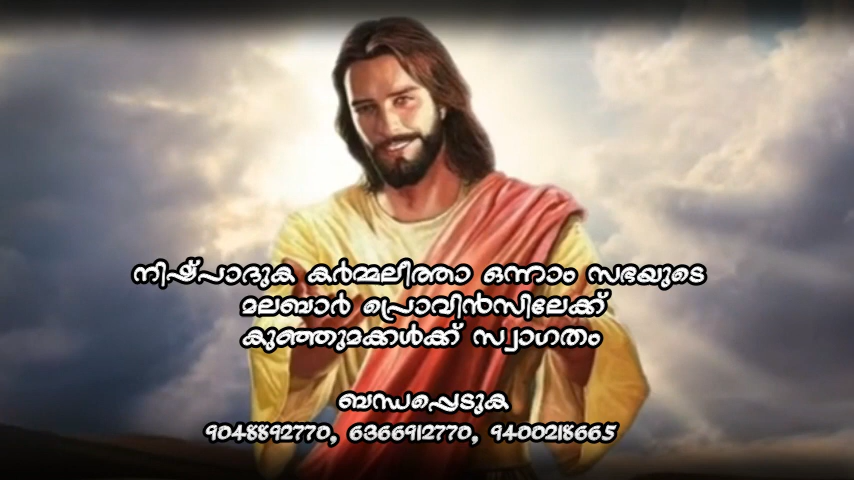 നിഷ്പാദുക കർമ്മലീത്താ ഒന്നാം സഭയുടെ
മലബാർ പ്രൊവിൻസിലേക്ക്
കുഞ്ഞുമക്കൾക്ക് സ്വാഗതം
ബന്ധപ്പെടുക
9048892770, 6366912770, 9400218665